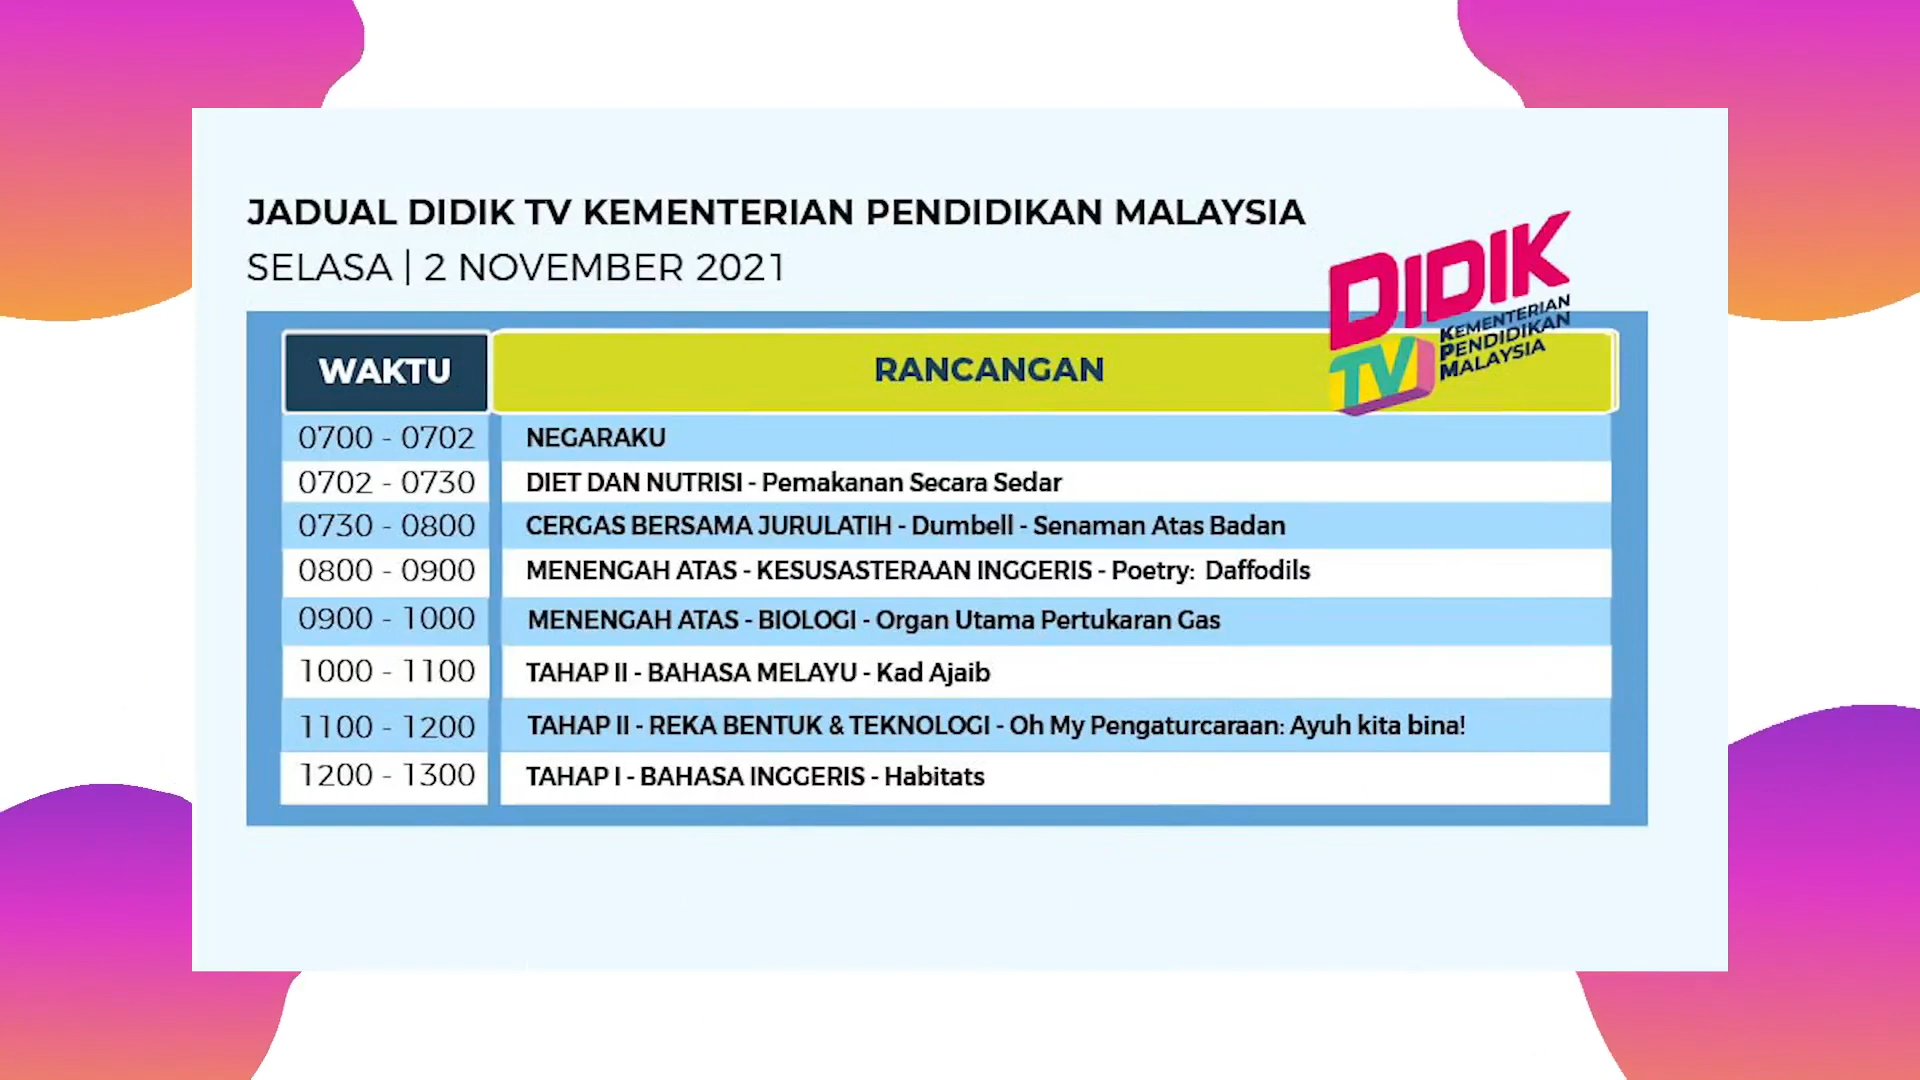 JADUAL DIDIK TV KEMENTERIAN PENDIDIKAN MALAYSIA
SELASA | 2 NOVEMBER 2021
DIDIK
TV
KEMENTERIAN
PENDIDIKAN
MALAYSIA
WAKTU RANCANGAN
0700 - 0702 NEGARAKU
0702 - 0730 DIET DAN NUTRISI - Pemakanan Secara Sedar
0730 - 0800 CERGAS BERSAMA JURULATIH - Dumbell - Senaman Atas Badan
0800 - 0900 MENENGAH ATAS - KESUSASTERAAN INGGERIS - Poetry: Daffodils
0900 - 1000 MENENGAH ATAS - BIOLOGI - Organ Utama Pertukaran Gas
1000 - 1100 TAHAP II - BAHASA MELAYU - Kad Ajaib
1100 - 1200 TAHAP II - REKA BENTUK & TEKNOLOGI - Oh My Pengaturcaraan: Ayuh kita bina!
1200 - 1300 TAHAP I - BAHASA INGGERIS - Habitats